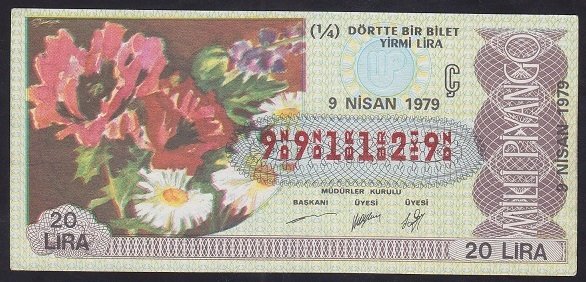 (1/4) DÖRTTE BİR BİLET
YİRMİ LİRA
MP
9 NİSAN 1979
Ç
991129
MÜDÜRLER KURULU
BAŞKANI ÜYESİ ÜYESİ
20
LİRA
20 LİRA
MİLLİ PİYANGO
9 NİSAN 1979